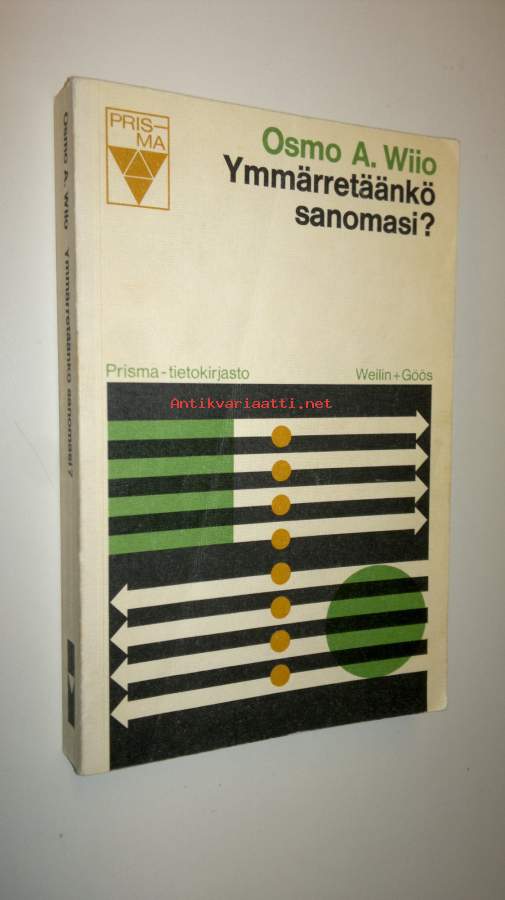 PRIS-
MA
Osmo A. Wiio
Ymmärretäänkö
sanomasi?
Prisma-tietokirjasto
Weilin+Göös
Antikvariaatti.net
Osmo A. Wiio Ymmärretäänkö sanomasi?